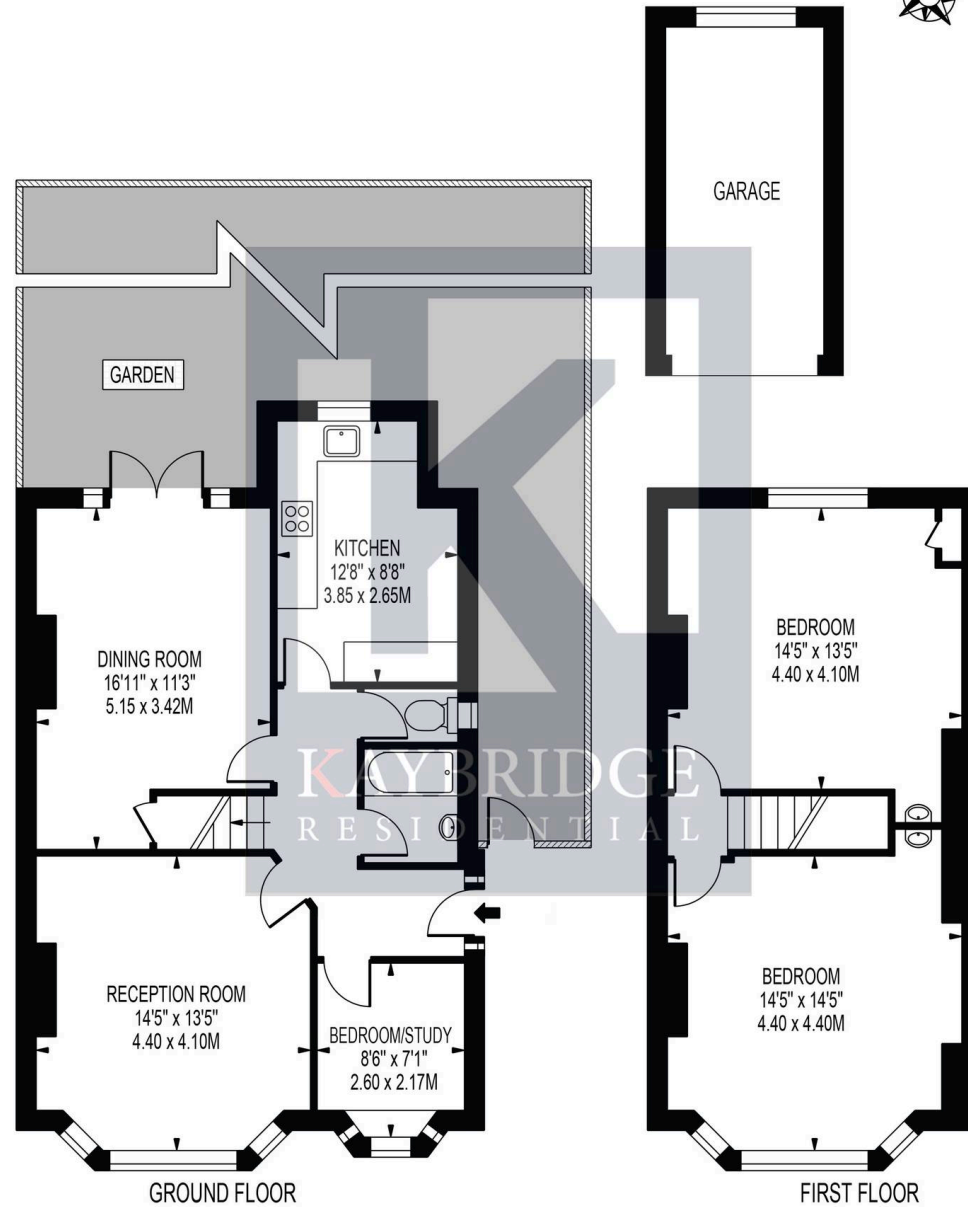 GARAGE
GARDEN
KITCHEN
12'8" x 8'8"
3.85 x 2.65M
DINING ROOM
16'11" x 11'3"
5.15 x 3.42M
BEDROOM
14'5" x 13'5"
4.40 x 4.10M
KAYBRIDGE
RESIDENTIAL
RECEPTION ROOM
14'5" x 13'5"
4.40 x 4.10M
BEDROOM/STUDY
8'6" x 7'1"
2.60 x 2.17M
BEDROOM
14'5" x 14'5"
4.40 x 4.40M
GROUND FLOOR
FIRST FLOOR